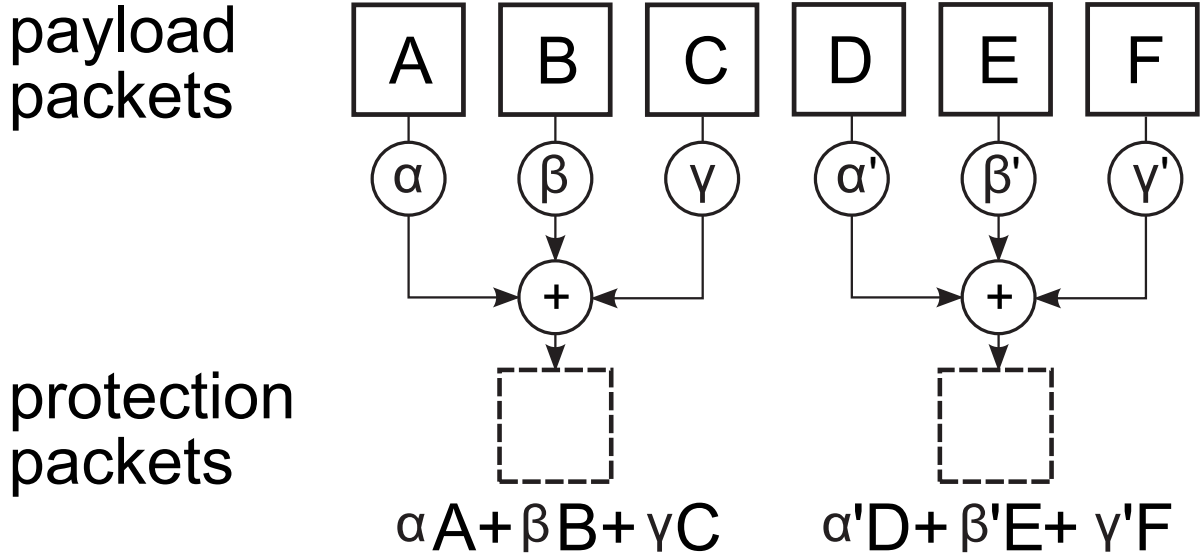 payload
packets
A B C D E F
α β γ α' β' γ'
+ +
protection
packets
αA+βB+γC α'D+β'E+γ'F